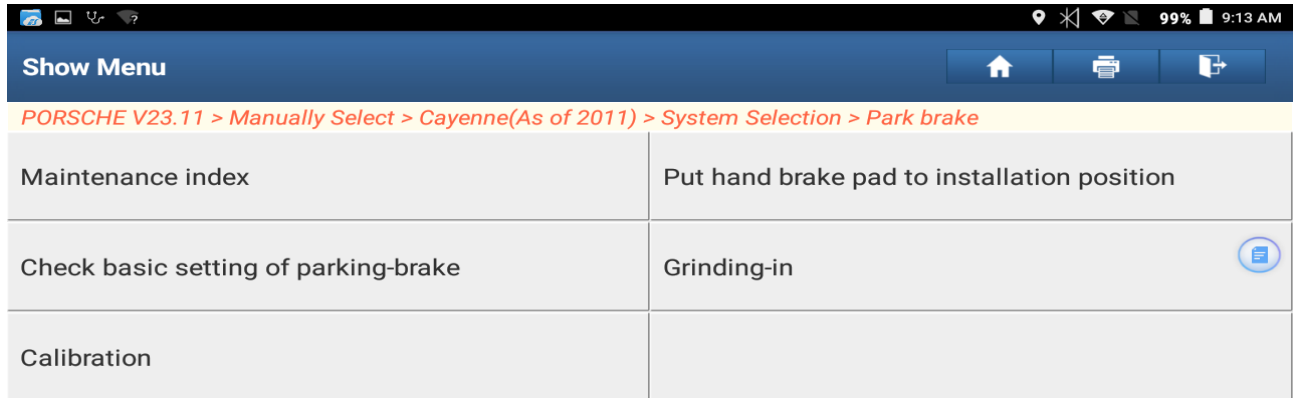 99% 9:13 AM
Show Menu
PORSCHE V23.11 > Manually Select > Cayenne(As of 2011) > System Selection > Park brake
Maintenance index
Put hand brake pad to installation position
Check basic setting of parking-brake
Grinding-in
Calibration